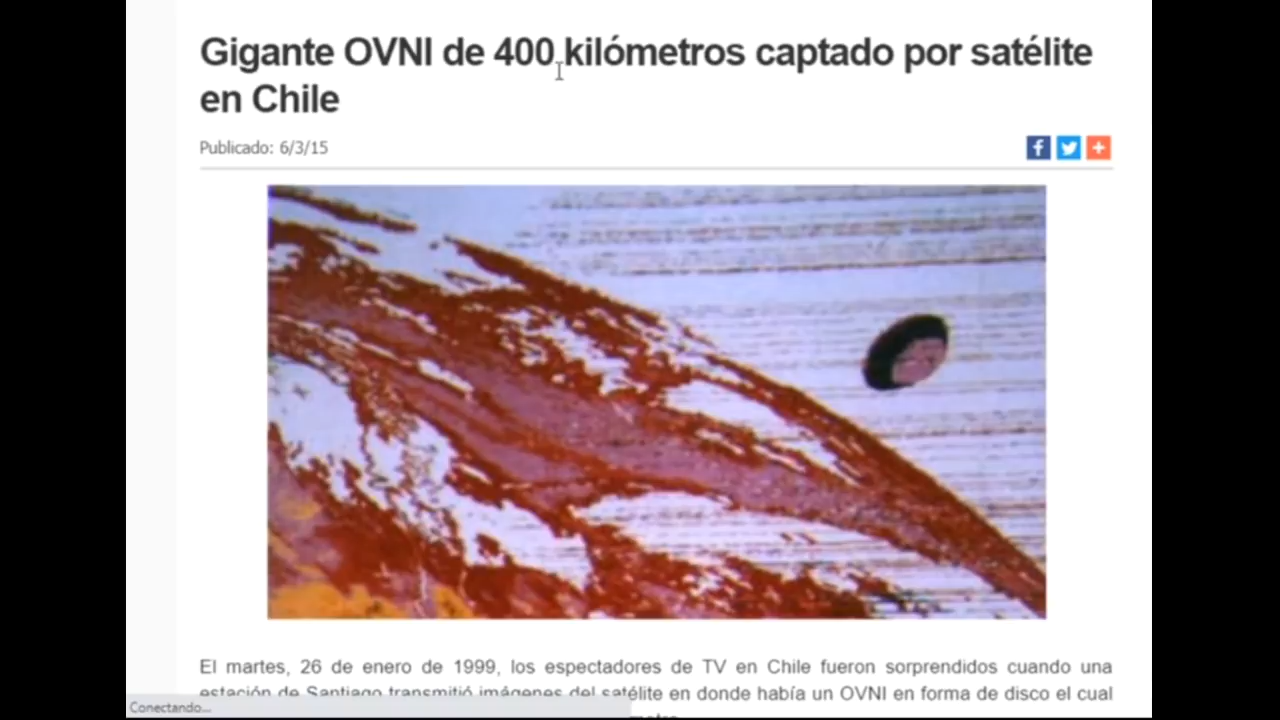 Gigante OVNI de 400 kilómetros captado por satélite
en Chile
Publicado: 6/3/15
El martes, 26 de enero de 1999, los espectadores de TV en Chile fueron sorprendidos cuando una
estación de Santiago transmitió imágenes del satélite en donde había un OVNI en forma de disco el cual
Conectando...